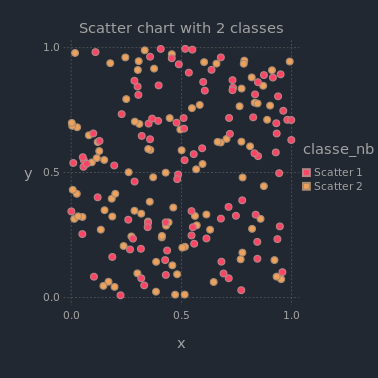 Scatter chart with 2 classes
1.0
0.5
0.0
y
0.0
0.5
1.0
x
classe_nb
Scatter 1
Scatter 2